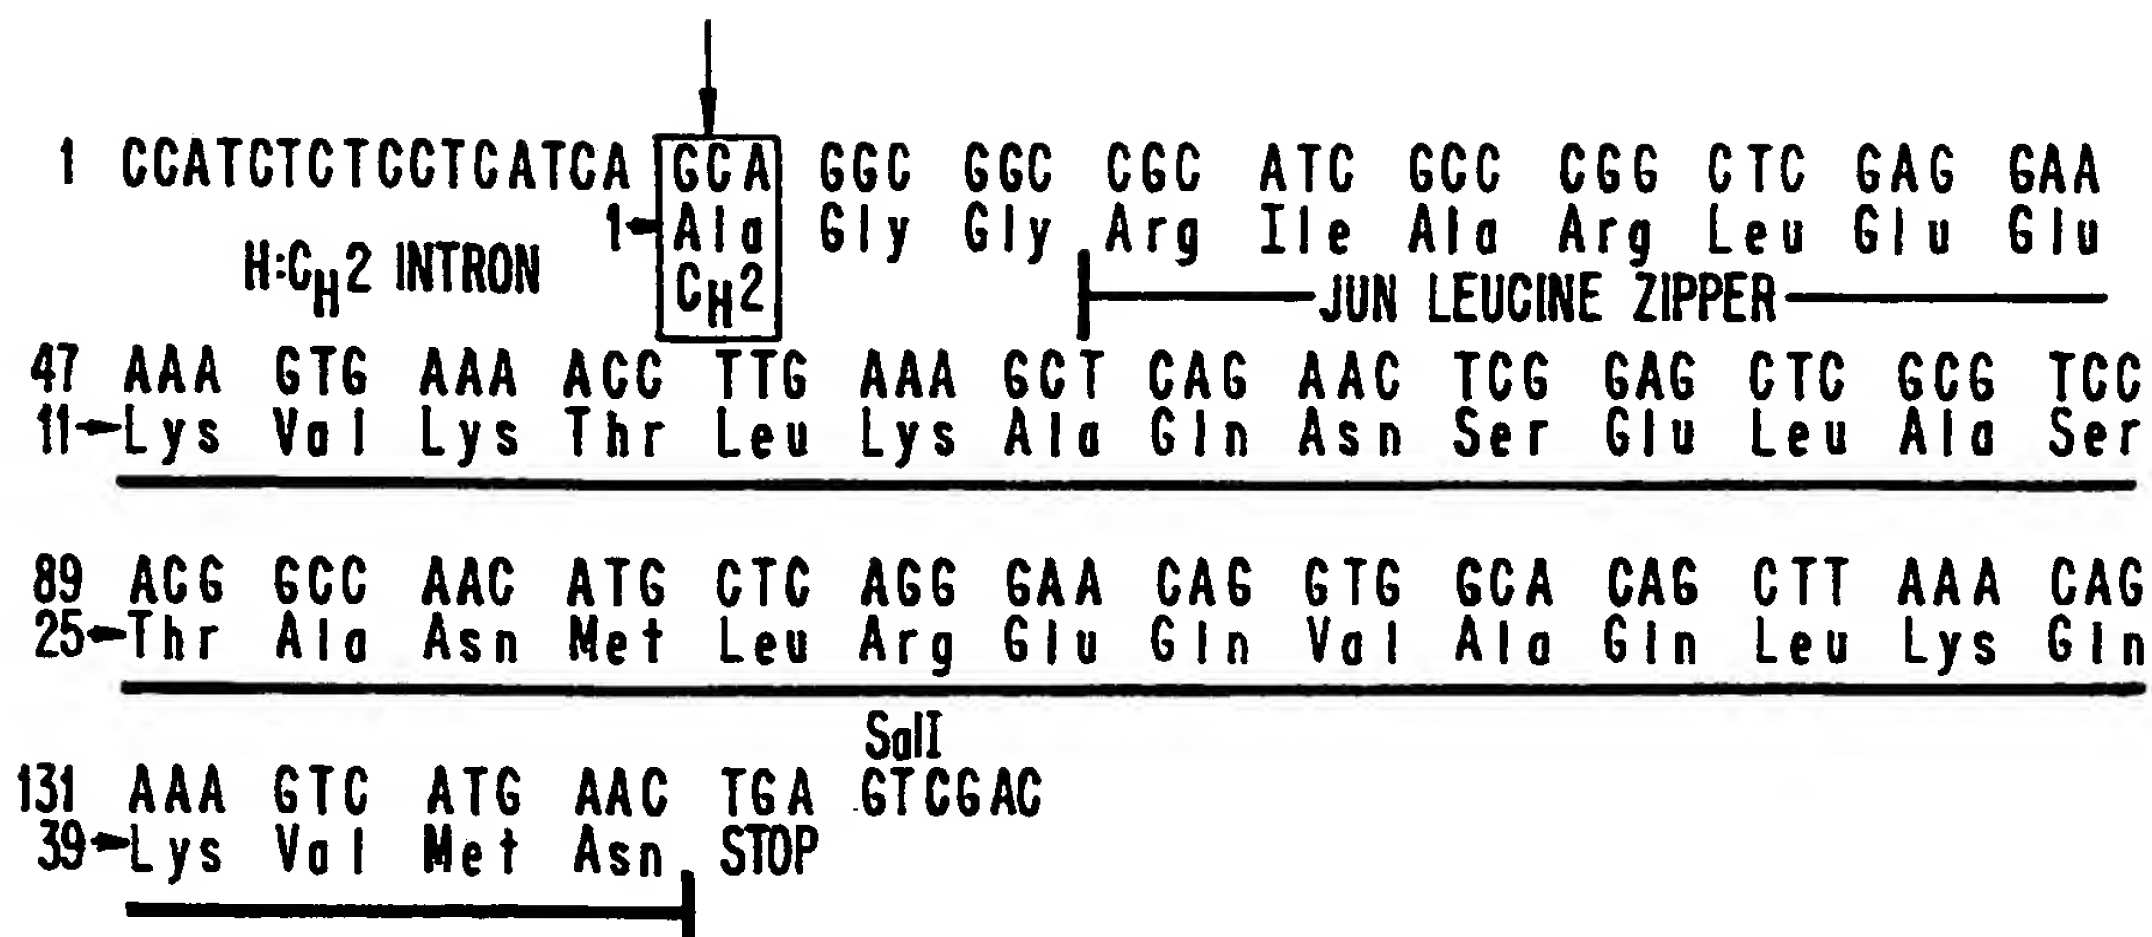 1 CCATCTCTCCTCATCA GCA GGC GGC CGC ATC GCC CGG CTC GAG GAA
1 Ala Gly Gly Arg Ile Ala Arg Leu Glu Glu
H:CH2 INTRON CH2 JUN LEUCINE ZIPPER
47 AAA GTG AAA ACC TTG AAA GCT CAG AAC TCG GAG CTC GCG TCC
11 Lys Val Lys Thr Leu Lys Ala Gln Asn Ser Glu Leu Ala Ser
89 ACG GCC AAC ATG CTC AGG GAA CAG GTG GCA CAG CTT AAA CAG
25 Thr Ala Asn Met Leu Arg Glu Gln Val Ala Gln Leu Lys Gln
SalI
131 AAA GTC ATG AAC TGA GTCGAC
39 Lys Val Met Asn STOP